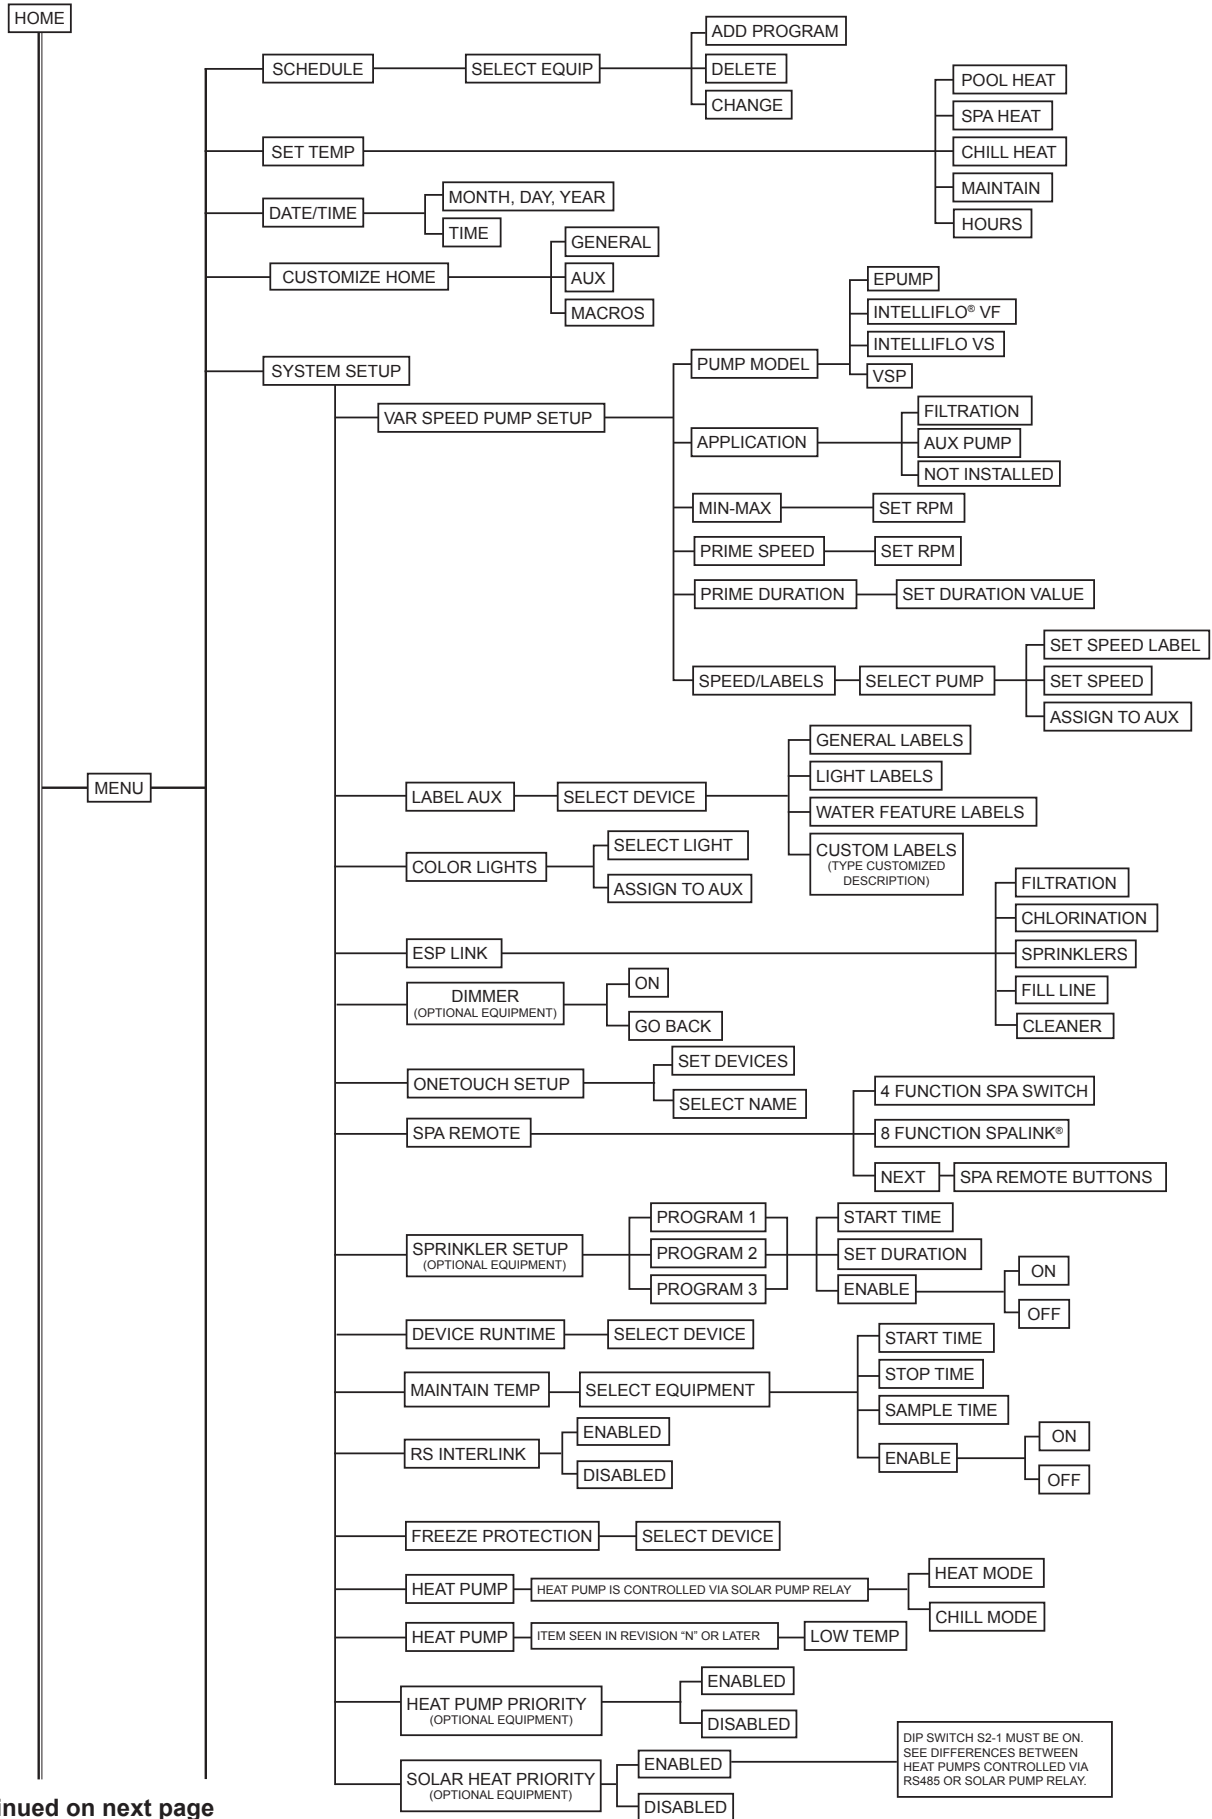 HOME
SCHEDULE
SELECT EQUIP
ADD PROGRAM
DELETE
CHANGE
SET TEMP
POOL HEAT
SPA HEAT
CHILL HEAT
MAINTAIN
HOURS
DATE/TIME
MONTH, DAY, YEAR
TIME
CUSTOMIZE HOME
GENERAL
AUX
MACROS
SYSTEM SETUP
VAR SPEED PUMP SETUP
PUMP MODEL
EPUMP
INTELLIFLO® VF
INTELLIFLO VS
VSP
APPLICATION
FILTRATION
AUX PUMP
NOT INSTALLED
MIN-MAX
SET RPM
PRIME SPEED
SET RPM
PRIME DURATION
SET DURATION VALUE
SPEED/LABELS
SELECT PUMP
SET SPEED LABEL
SET SPEED
ASSIGN TO AUX
MENU
LABEL AUX
SELECT DEVICE
GENERAL LABELS
LIGHT LABELS
WATER FEATURE LABELS
CUSTOM LABELS
(TYPE CUSTOMIZED
DESCRIPTION)
COLOR LIGHTS
SELECT LIGHT
ASSIGN TO AUX
ESP LINK
FILTRATION
CHLORINATION
SPRINKLERS
FILL LINE
CLEANER
DIMMER
(OPTIONAL EQUIPMENT)
ON
GO BACK
ONETOUCH SETUP
SET DEVICES
SELECT NAME
SPA REMOTE
4 FUNCTION SPA SWITCH
8 FUNCTION SPALINK®
NEXT
SPA REMOTE BUTTONS
SPRINKLER SETUP
(OPTIONAL EQUIPMENT)
PROGRAM 1
PROGRAM 2
PROGRAM 3
START TIME
SET DURATION
ENABLE
ON
OFF
DEVICE RUNTIME
SELECT DEVICE
MAINTAIN TEMP
SELECT EQUIPMENT
START TIME
STOP TIME
SAMPLE TIME
ENABLE
ON
OFF
RS INTERLINK
ENABLED
DISABLED
FREEZE PROTECTION
SELECT DEVICE
HEAT PUMP
HEAT PUMP IS CONTROLLED VIA SOLAR PUMP RELAY
HEAT MODE
CHILL MODE
HEAT PUMP
ITEM SEEN IN REVISION “N” OR LATER
LOW TEMP
HEAT PUMP PRIORITY
(OPTIONAL EQUIPMENT)
ENABLED
DISABLED
SOLAR HEAT PRIORITY
(OPTIONAL EQUIPMENT)
ENABLED
DISABLED
DIP SWITCH S2-1 MUST BE ON.
SEE DIFFERENCES BETWEEN
HEAT PUMPS CONTROLLED VIA
RS485 OR SOLAR PUMP RELAY.
inued on next page